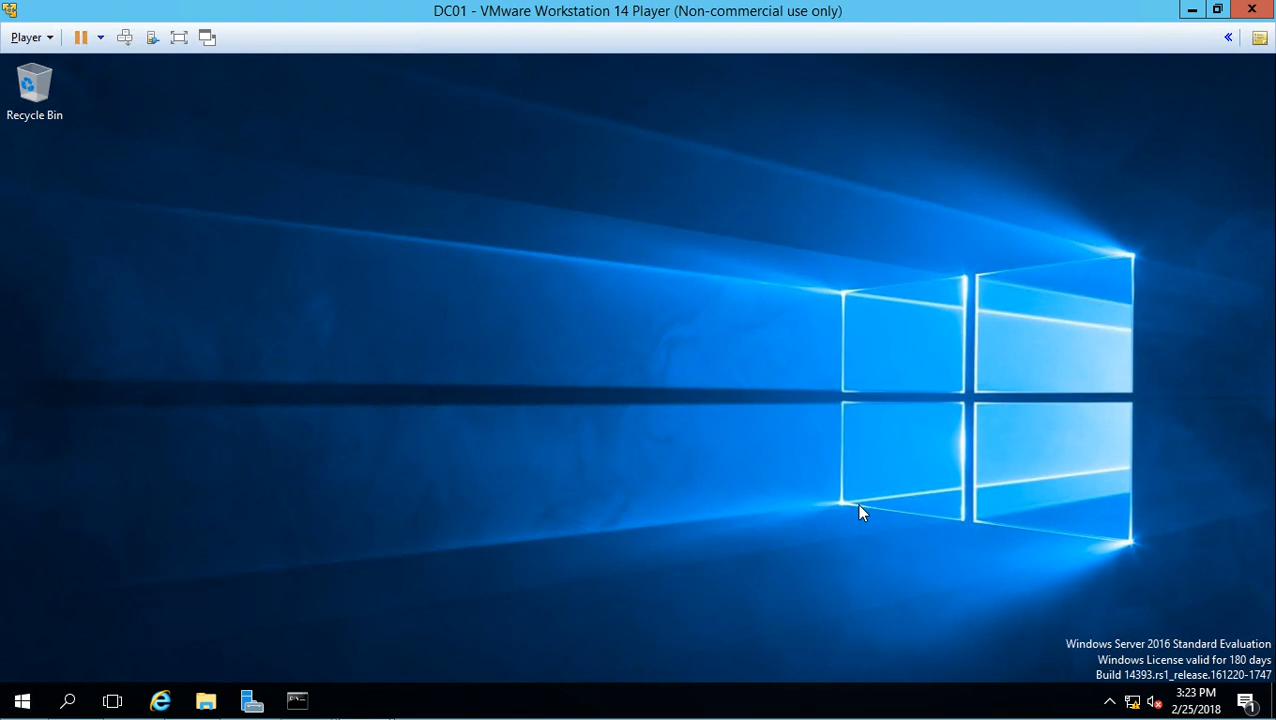 DC01 - VMware Workstation 14 Player (Non-commercial use only)
Player
Recycle Bin
Windows Server 2016 Standard Evaluation
Windows License valid for 180 days
Build 14393.rs1_release.161220-1747
3:23 PM
2/25/2018
1